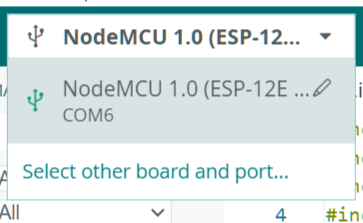 NodeMCU 1.0 (ESP-12...
NodeMCU 1.0 (ESP-12E ...
COM6
Select other board and port...
All
4 #in